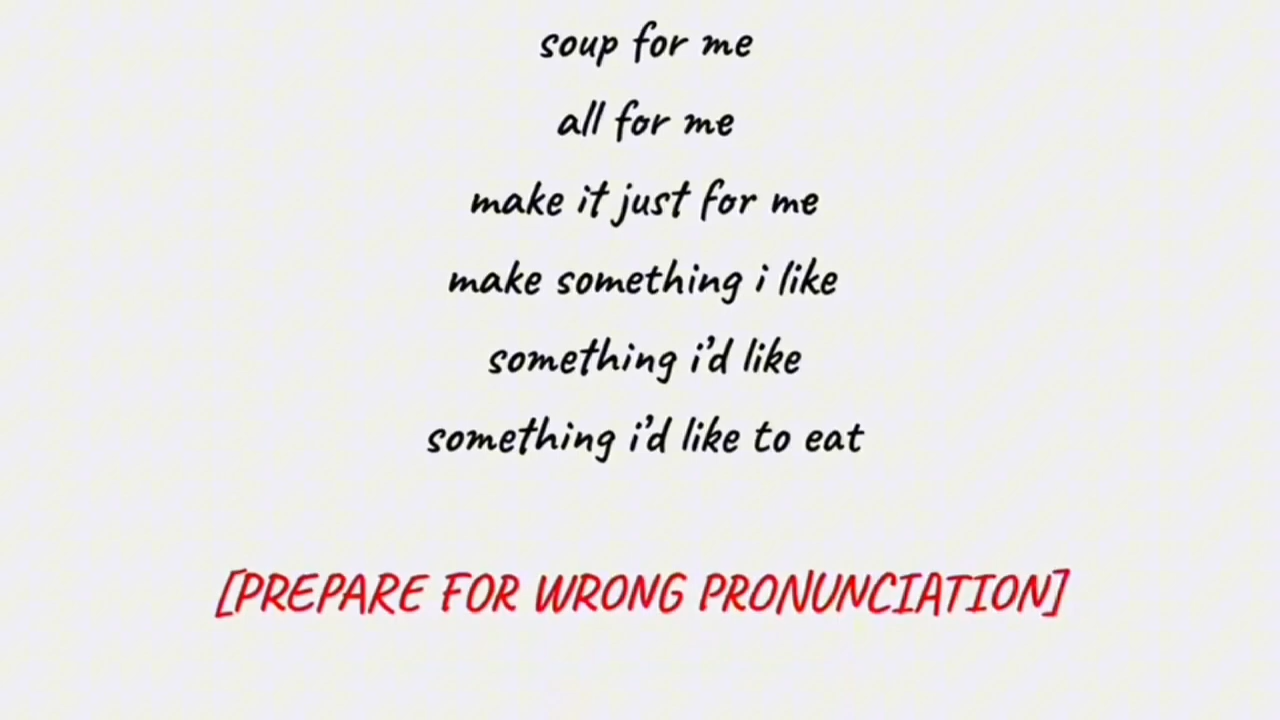 soup for me
all for me
make it just for me
make something i like
something i’d like
something i’d like to eat
[PREPARE FOR WRONG PRONUNCIATION]